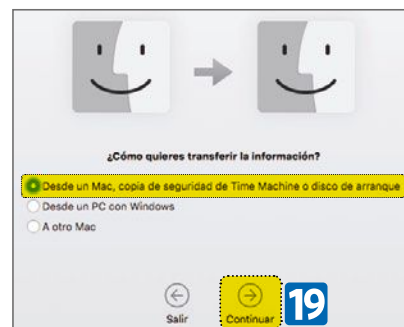 ¿Cómo quieres transferir la información?
Desde un Mac, copia de seguridad de Time Machine o disco de arranque
Desde un PC con Windows
A otro Mac
Salir
Continuar
19